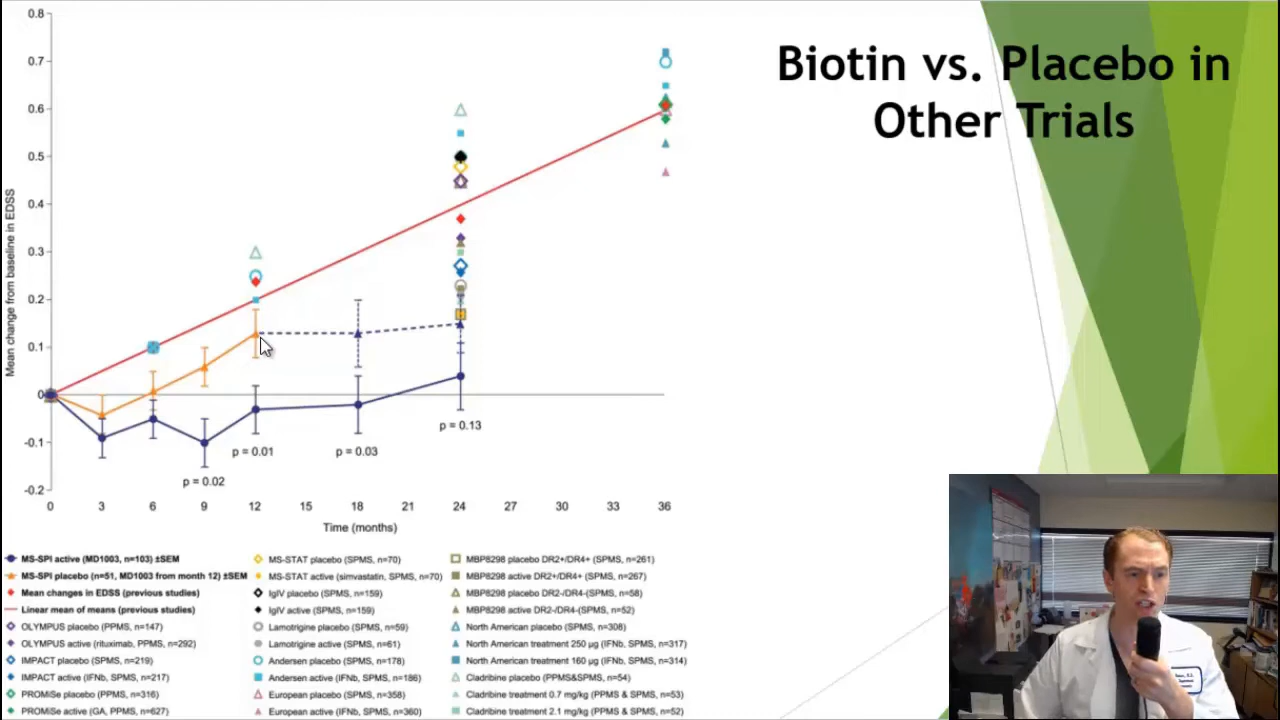 Biotin vs. Placebo in
Other Trials
Mean change from baseline in EDSS
0.8
0.7
0.6
0.5
0.4
0.3
0.2
0.1
0
-0.1
-0.2
p = 0.02
p = 0.01
p = 0.03
p = 0.13
0 3 6 9 12 15 18 21 24 27 30 33 36
Time (months)
MS-SPI active (MD1003, n=103) ±SEM
MS-SPI placebo (n=51, MD1003 from month 12) ±SEM
Mean changes in EDSS (previous studies)
Linear mean of means (previous studies)
OLYMPUS placebo (PPMS, n=147)
OLYMPUS active (rituximab, PPMS, n=292)
IMPACT placebo (SPMS, n=219)
IMPACT active (IFNb, SPMS, n=217)
PROMiSe placebo (PPMS, n=316)
PROMiSe active (GA, PPMS, n=627)
MS-STAT placebo (SPMS, n=70)
MS-STAT active (simvastatin, SPMS, n=70)
IgIV placebo (SPMS, n=159)
IgIV active (SPMS, n=159)
Lamotrigine placebo (SPMS, n=59)
Lamotrigine active (SPMS, n=61)
Andersen placebo (SPMS, n=178)
Andersen active (IFNb, SPMS, n=186)
European placebo (SPMS, n=358)
European active (IFNb, SPMS, n=360)
MBP8298 placebo DR2+/DR4+ (SPMS, n=261)
MBP8298 active DR2+/DR4+ (SPMS, n=267)
MBP8298 placebo DR2-/DR4-(SPMS, n=58)
MBP8298 active DR2-/DR4-(SPMS, n=52)
North American placebo (SPMS, n=308)
North American treatment 250 µg (IFNb, SPMS, n=317)
North American treatment 160 µg (IFNb, SPMS, n=314)
Cladribine placebo (PPMS&SPMS, n=54)
Cladribine treatment 0.7 mg/kg (PPMS & SPMS, n=53)
Cladribine treatment 2.1 mg/kg (PPMS & SPMS, n=52)